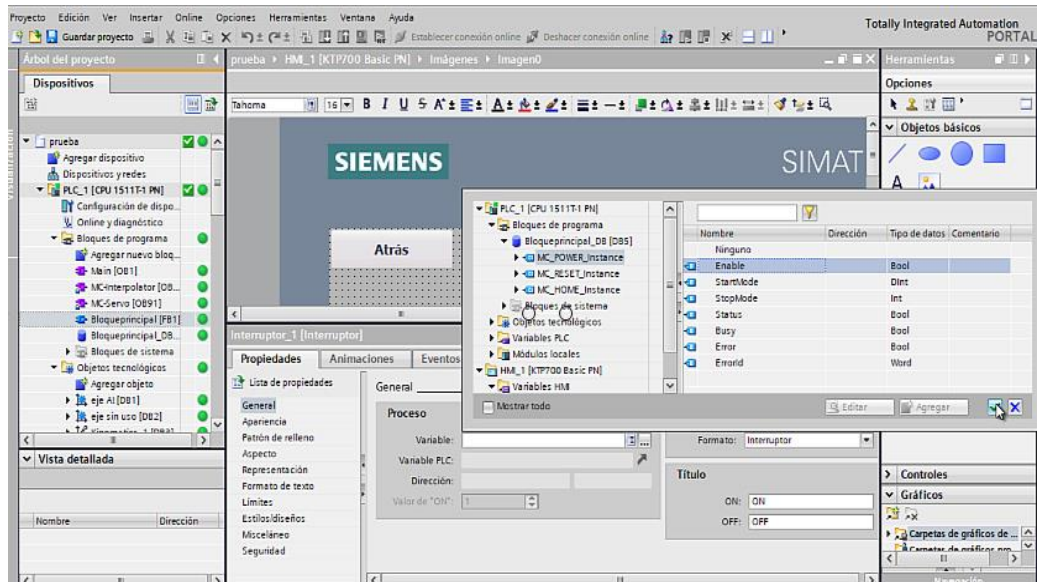 Proyecto Edición Ver Insertar Online Opciones Herramientas Ventana Ayuda
Guardar proyecto Establecer conexión online Deshacer conexión online
Totally Integrated Automation
PORTAL
Árbol del proyecto
prueba HMI_1 [KTP700 Basic PN] Imágenes Imagen0
Herramientas
Dispositivos
Opciones
Tahoma 16 B I U S A
Objetos básicos
prueba
Agregar dispositivo
Dispositivos y redes
PLC_1 [CPU 1511T-1 PN]
Configuración de dispo...
Online y diagnóstico
Bloques de programa
Agregar nuevo bloq...
Main [OB1]
MC-Interpolator [OB...
MC-Servo [OB91]
Bloqueprincipal [FB1]
Bloqueprincipal_DB...
Bloques de sistema
Objetos tecnológicos
Agregar objeto
eje AI [DB1]
eje sin uso [DB2]
Kinematics_1 [DB3]
Vista detallada
Nombre Dirección
SIEMENS
SIMAT
Atrás
PLC_1 [CPU 1511T-1 PN]
Bloques de programa
Bloqueprincipal_DB [DB5]
MC_POWER_Instance
MC_RESET_Instance
MC_HOME_Instance
Bloques de sistema
Objetos tecnológicos
Variables PLC
Módulos locales
HMI_1 [KTP700 Basic PN]
Variables HMI
Nombre Dirección Tipo de datos Comentario
Ninguno
Enable Bool
StartMode DInt
StopMode Int
Status Bool
Busy Bool
Error Bool
ErrorId Word
Mostrar todo
Editar Agregar
Interruptor_1 [Interruptor]
Propiedades Animaciones Eventos
Lista de propiedades
General
Apariencia
Patrón de relleno
Aspecto
Representación
Formato de texto
Límites
Estilos/diseños
Misceláneo
Seguridad
General
Proceso
Variable:
Variable PLC:
Dirección:
Valor de "ON": 1
Formato: Interruptor
Título
ON: ON
OFF: OFF
Controles
Gráficos
Carpetas de gráficos de ...
Carpetas de gráficos pro...